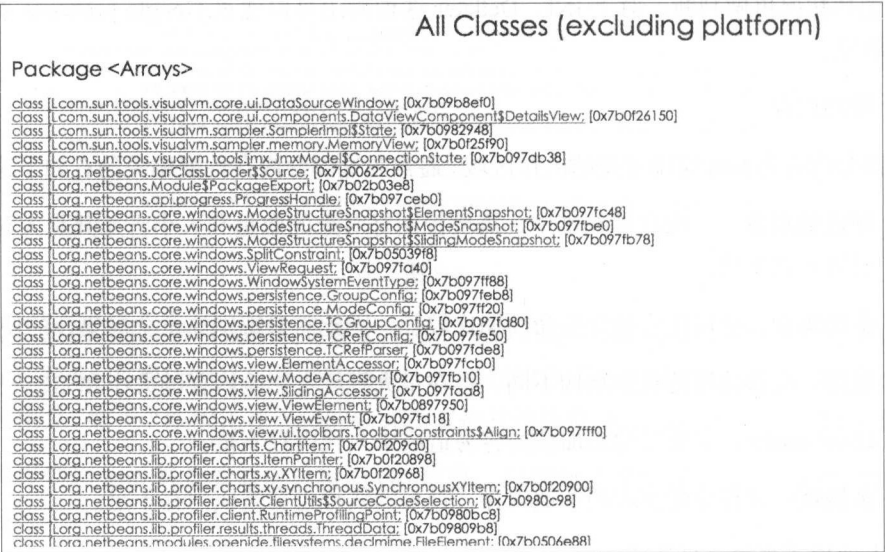 All Classes (excluding platform)
Package <Arrays>
class [Lcom.sun.tools.visualvm.core.ui.DataSourceWindow; [0x7b09b8ef0]
class [Lcom.sun.tools.visualvm.core.ui.components.DataViewComponent$DetailsView; [0x7b0f26150]
class [Lcom.sun.tools.visualvm.sampler.SamplerImpl$State; [0x7b0982948]
class [Lcom.sun.tools.visualvm.sampler.memory.MemoryView; [0x7b0f25f90]
class [Lcom.sun.tools.visualvm.tools.jmx.JmxModel$ConnectionState; [0x7b097db38]
class [Lorg.netbeans.JarClassLoader$Source; [0x7b00622d0]
class [Lorg.netbeans.Module$PackageExport; [0x7b02b03e8]
class [Lorg.netbeans.api.progress.ProgressHandle; [0x7b097ceb0]
class [Lorg.netbeans.core.windows.ModeStructureSnapshot$ElementSnapshot; [0x7b097fc48]
class [Lorg.netbeans.core.windows.ModeStructureSnapshot$ModeSnapshot; [0x7b097fbe0]
class [Lorg.netbeans.core.windows.ModeStructureSnapshot$SlidingModeSnapshot; [0x7b097fb78]
class [Lorg.netbeans.core.windows.SplitConstraint; [0x7b05039f8]
class [Lorg.netbeans.core.windows.ViewRequest; [0x7b097fa40]
class [Lorg.netbeans.core.windows.WindowSystemEventType; [0x7b097ff88]
class [Lorg.netbeans.core.windows.persistence.GroupConfig; [0x7b097feb8]
class [Lorg.netbeans.core.windows.persistence.ModeConfig; [0x7b097ff20]
class [Lorg.netbeans.core.windows.persistence.TCGroupConfig; [0x7b097fd80]
class [Lorg.netbeans.core.windows.persistence.TCRefConfig; [0x7b097fe50]
class [Lorg.netbeans.core.windows.persistence.TCRefParser; [0x7b097fde8]
class [Lorg.netbeans.core.windows.view.ElementAccessor; [0x7b097fcb0]
class [Lorg.netbeans.core.windows.view.ModeAccessor; [0x7b097fb10]
class [Lorg.netbeans.core.windows.view.SlidingAccessor; [0x7b097faa8]
class [Lorg.netbeans.core.windows.view.ViewElement; [0x7b0897950]
class [Lorg.netbeans.core.windows.view.ViewEvent; [0x7b097fd18]
class [Lorg.netbeans.core.windows.view.ui.toolbars.ToolbarConstraints$Align; [0x7b097fff0]
class [Lorg.netbeans.lib.profiler.charts.ChartItem; [0x7b0f209d0]
class [Lorg.netbeans.lib.profiler.charts.ItemPainter; [0x7b0f20898]
class [Lorg.netbeans.lib.profiler.charts.xy.XYItem; [0x7b0f20968]
class [Lorg.netbeans.lib.profiler.charts.xy.synchronous.SynchronousXYItem; [0x7b0f20900]
class [Lorg.netbeans.lib.profiler.client.ClientUtils$SourceCodeSelection; [0x7b0980c98]
class [Lorg.netbeans.lib.profiler.client.RuntimeProfilingPoint; [0x7b0980bc8]
class [Lorg.netbeans.lib.profiler.results.threads.ThreadData; [0x7b09809b8]
class [Lorg.netbeans.modules.openide.filesystems.declmime.FileElement; [0x7b0506e88]